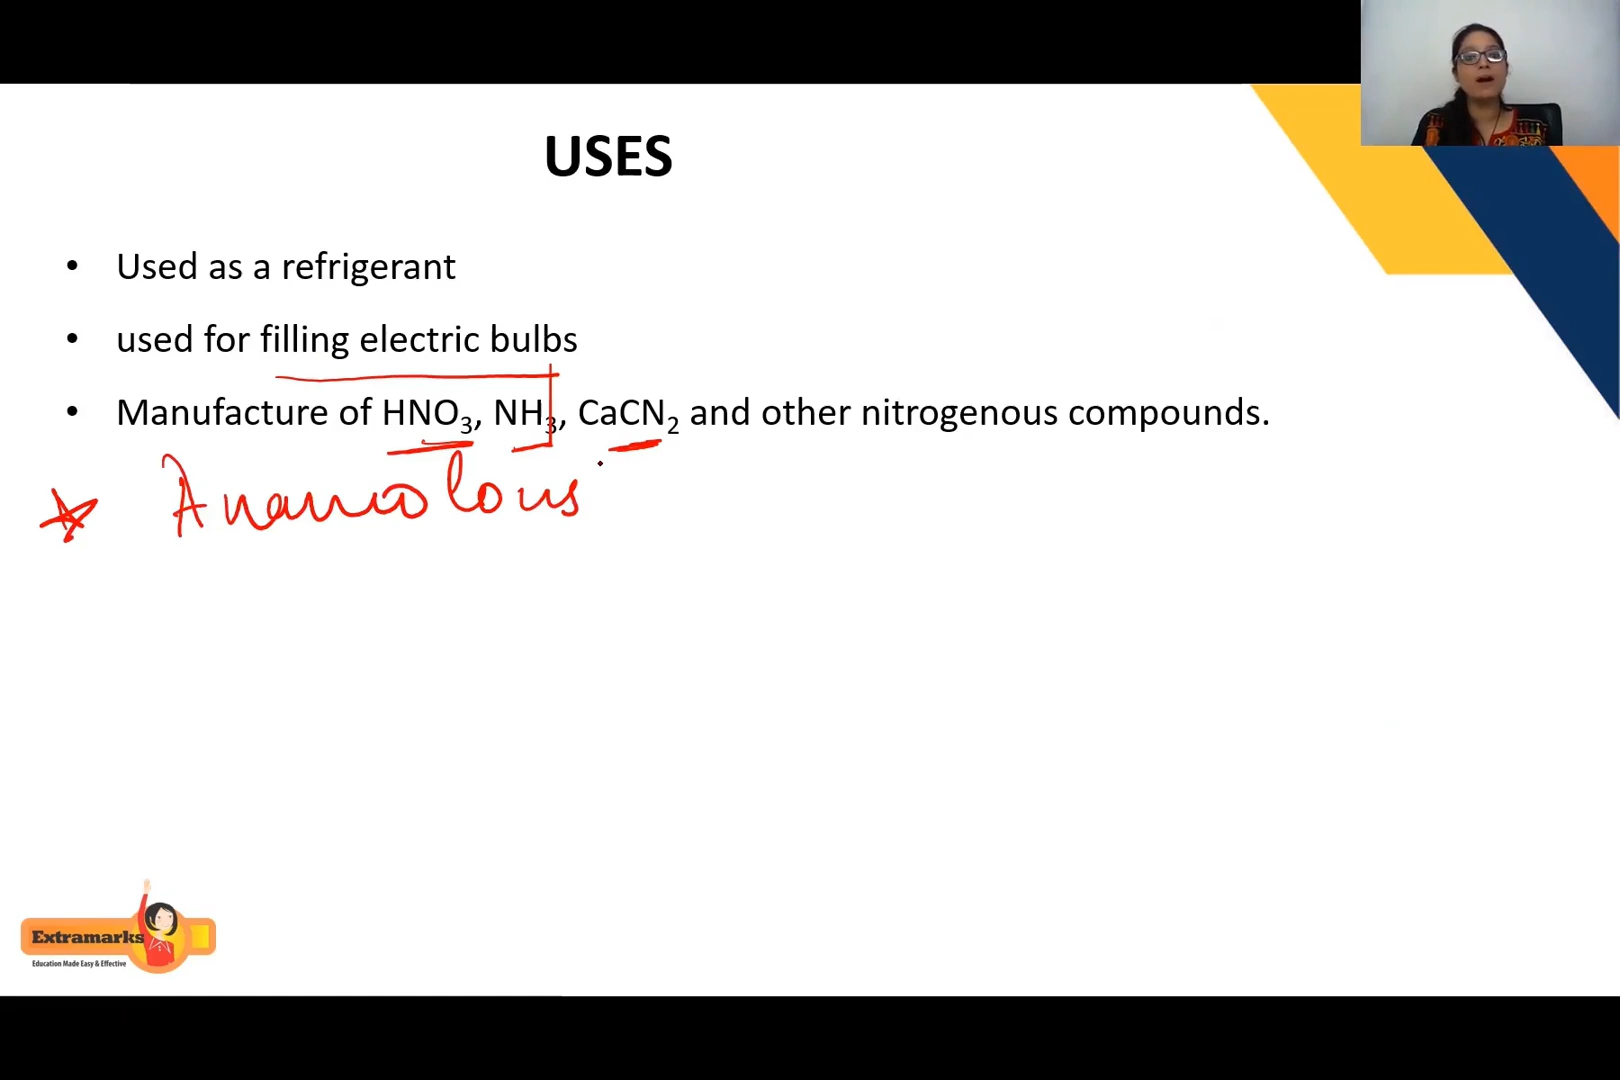 USES
• Used as a refrigerant
• used for filling electric bulbs
• Manufacture of HNO₃, NH₃, CaCN₂ and other nitrogenous compounds.
Anamolous
Extramarks
Education Made Easy & Effective